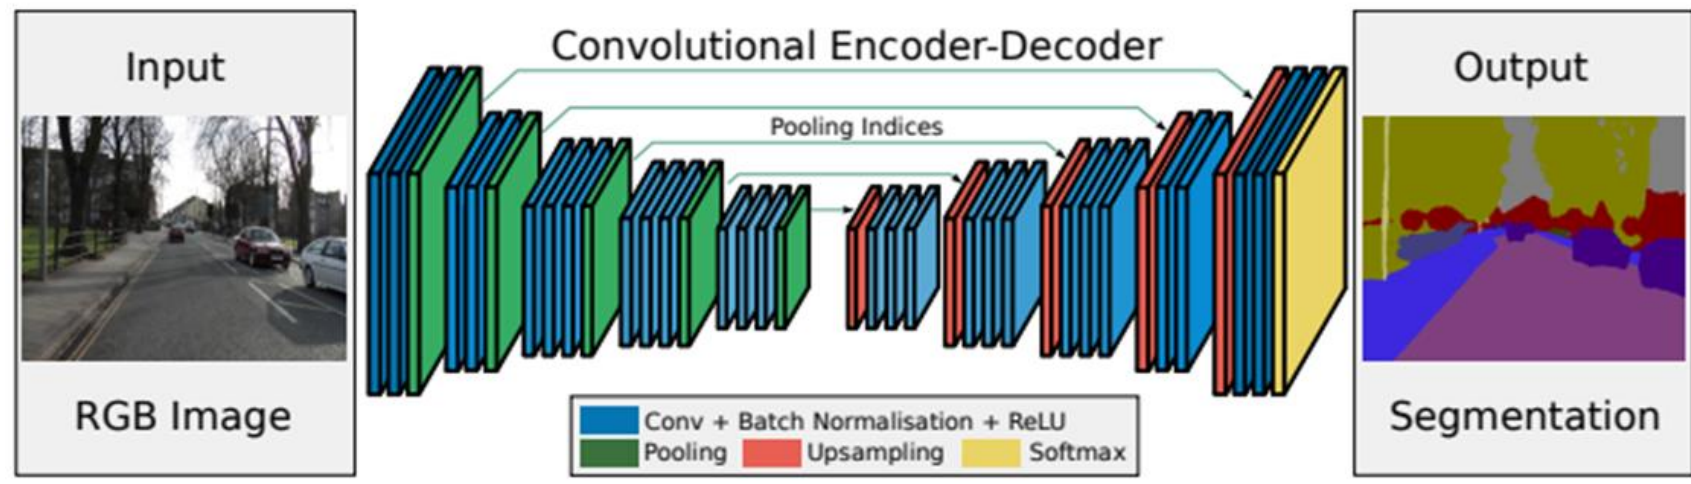 Convolutional Encoder-Decoder
Input
RGB Image
Pooling Indices
Output
Segmentation
Conv + Batch Normalisation + ReLU
Pooling Upsampling Softmax